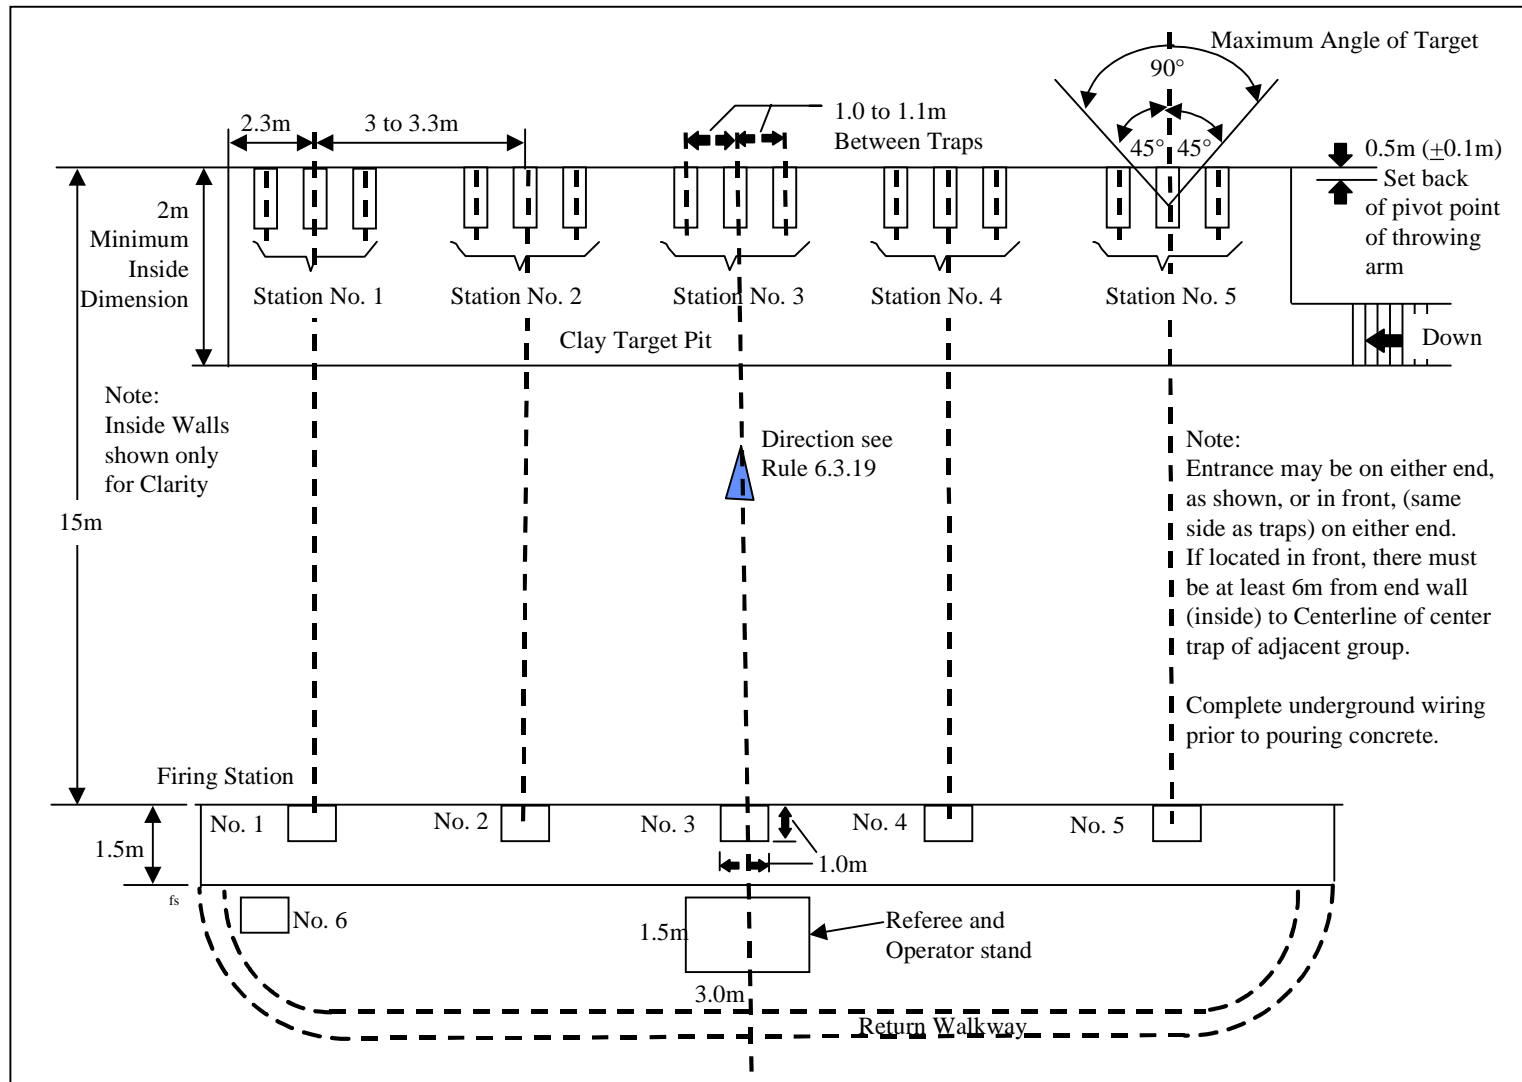 Maximum Angle of Target
90°
2.3m
3 to 3.3m
1.0 to 1.1m
Between Traps
45°
45°
0.5m (±0.1m)
Set back
of pivot point
of throwing
arm
2m
Minimum
Inside
Dimension
Station No. 1
Station No. 2
Station No. 3
Station No. 4
Station No. 5
Clay Target Pit
Down
Note:
Inside Walls
shown only
for Clarity
Direction see
Rule 6.3.19
Note:
Entrance may be on either end,
as shown, or in front, (same
side as traps) on either end.
If located in front, there must
be at least 6m from end wall
(inside) to Centerline of center
trap of adjacent group.
Complete underground wiring
prior to pouring concrete.
15m
Firing Station
No. 1
No. 2
No. 3
No. 4
No. 5
1.5m
1.0m
fs
No. 6
1.5m
Referee and
Operator stand
3.0m
Return Walkway